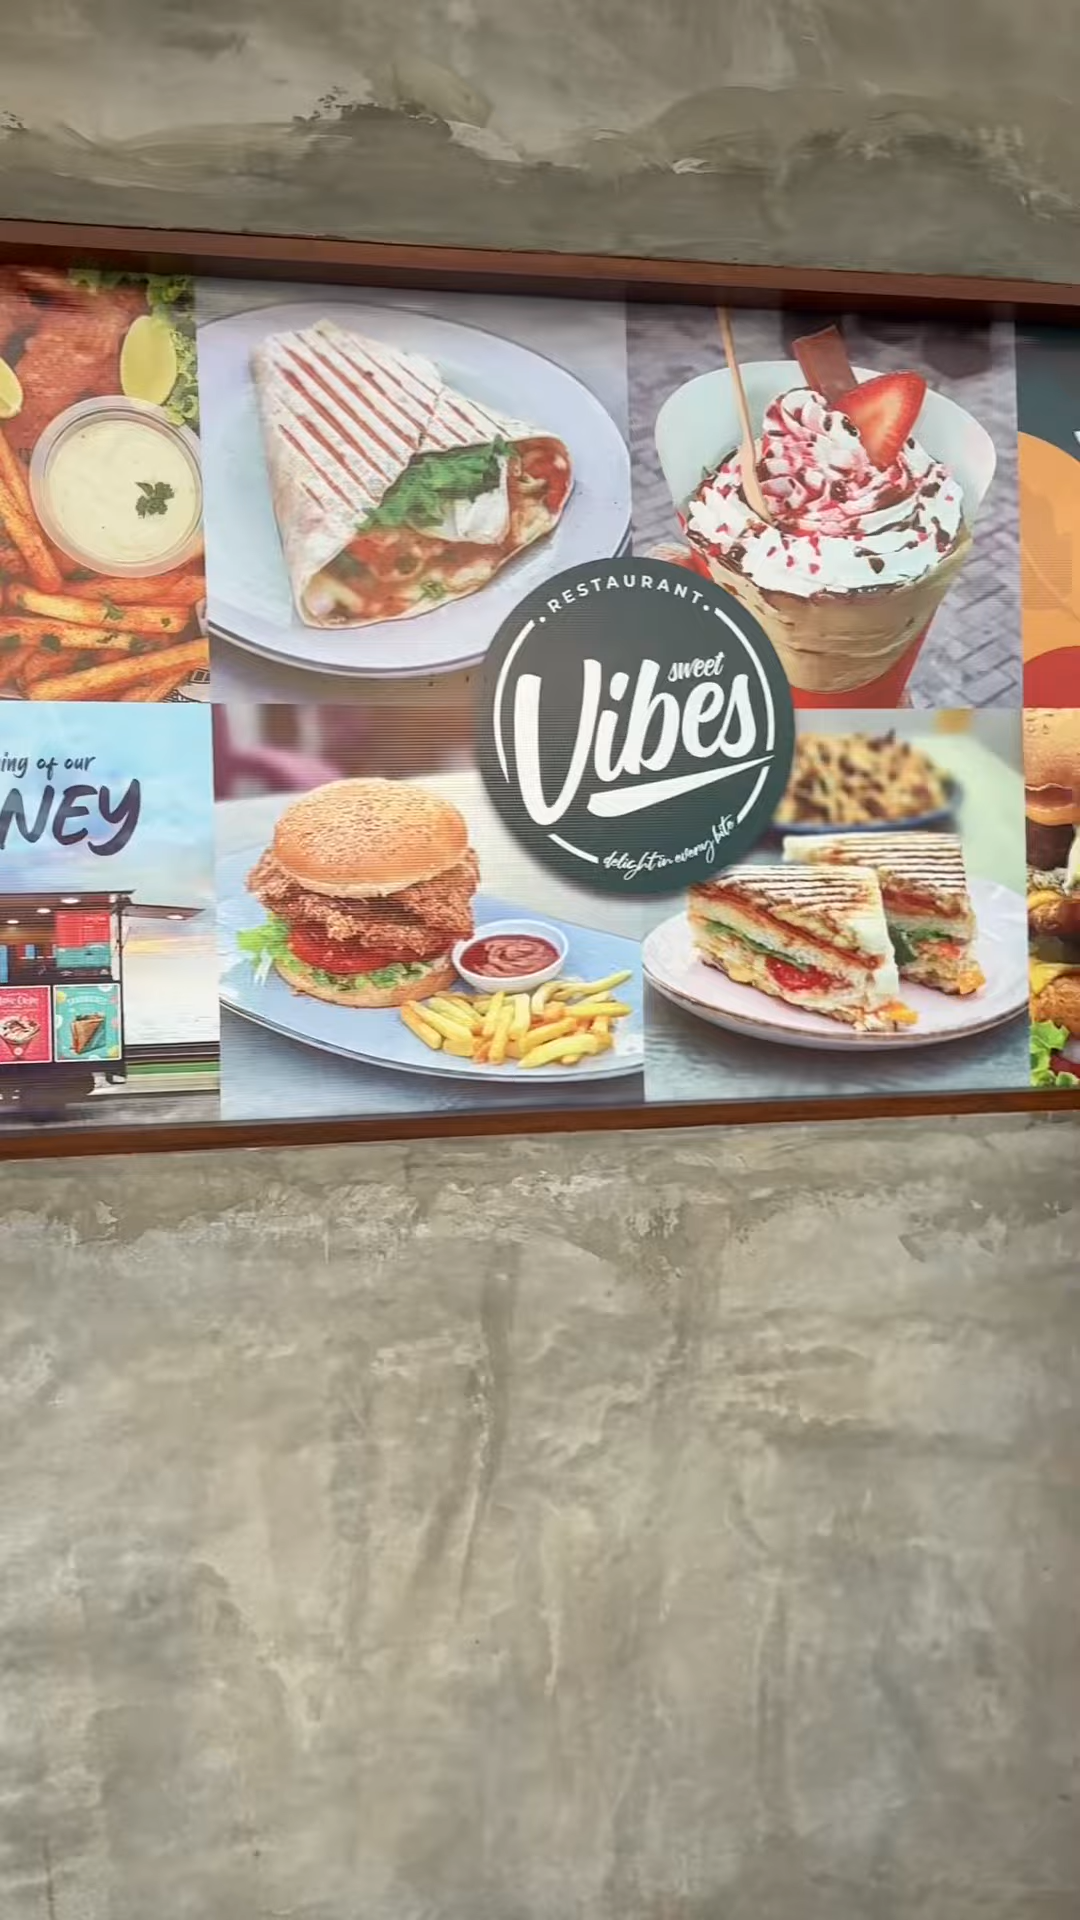 RESTAURANT
sweet
Vibes
delight in every bite
ing of our
NEY